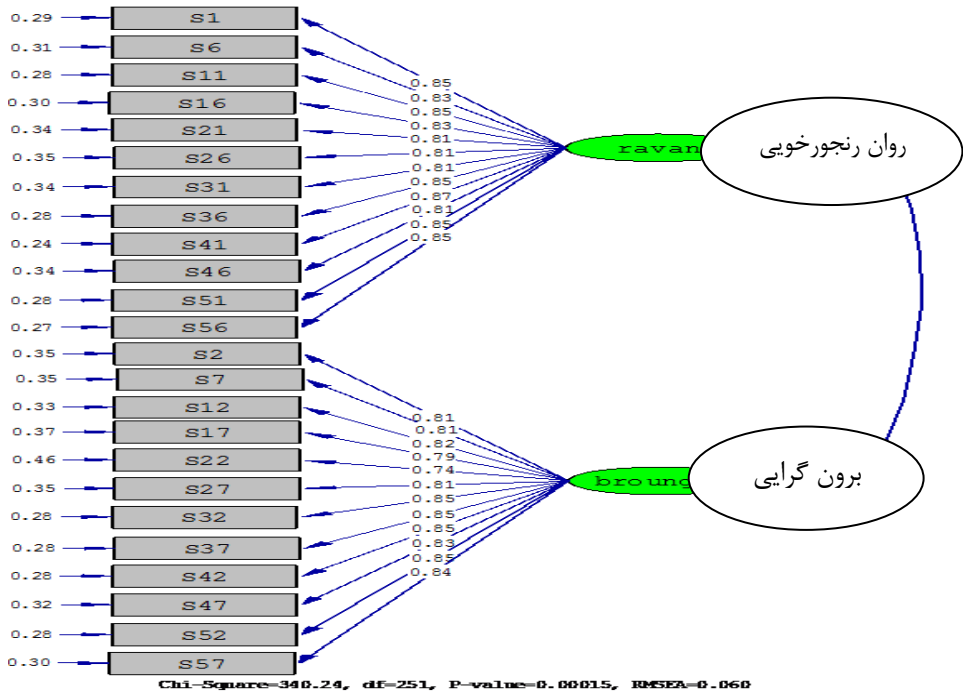 0.29 S1
0.31 S6
0.28 S11
0.30 S16
0.34 S21
0.35 S26
0.34 S31
0.28 S36
0.24 S41
0.34 S46
0.28 S51
0.27 S56
0.35 S2
0.35 S7
0.33 S12
0.37 S17
0.46 S22
0.35 S27
0.28 S32
0.28 S37
0.28 S42
0.32 S47
0.28 S52
0.30 S57
0.85
0.83
0.85
0.83
0.81
0.81
0.81
0.85
0.87
0.81
0.85
0.85
0.81
0.81
0.82
0.79
0.74
0.81
0.85
0.85
0.85
0.83
0.85
0.84
ravan
روان رنجورخویی
broung
برون گرایی
Chi-Square=340.24, df=251, P-value=0.00015, RMSEA=0.060